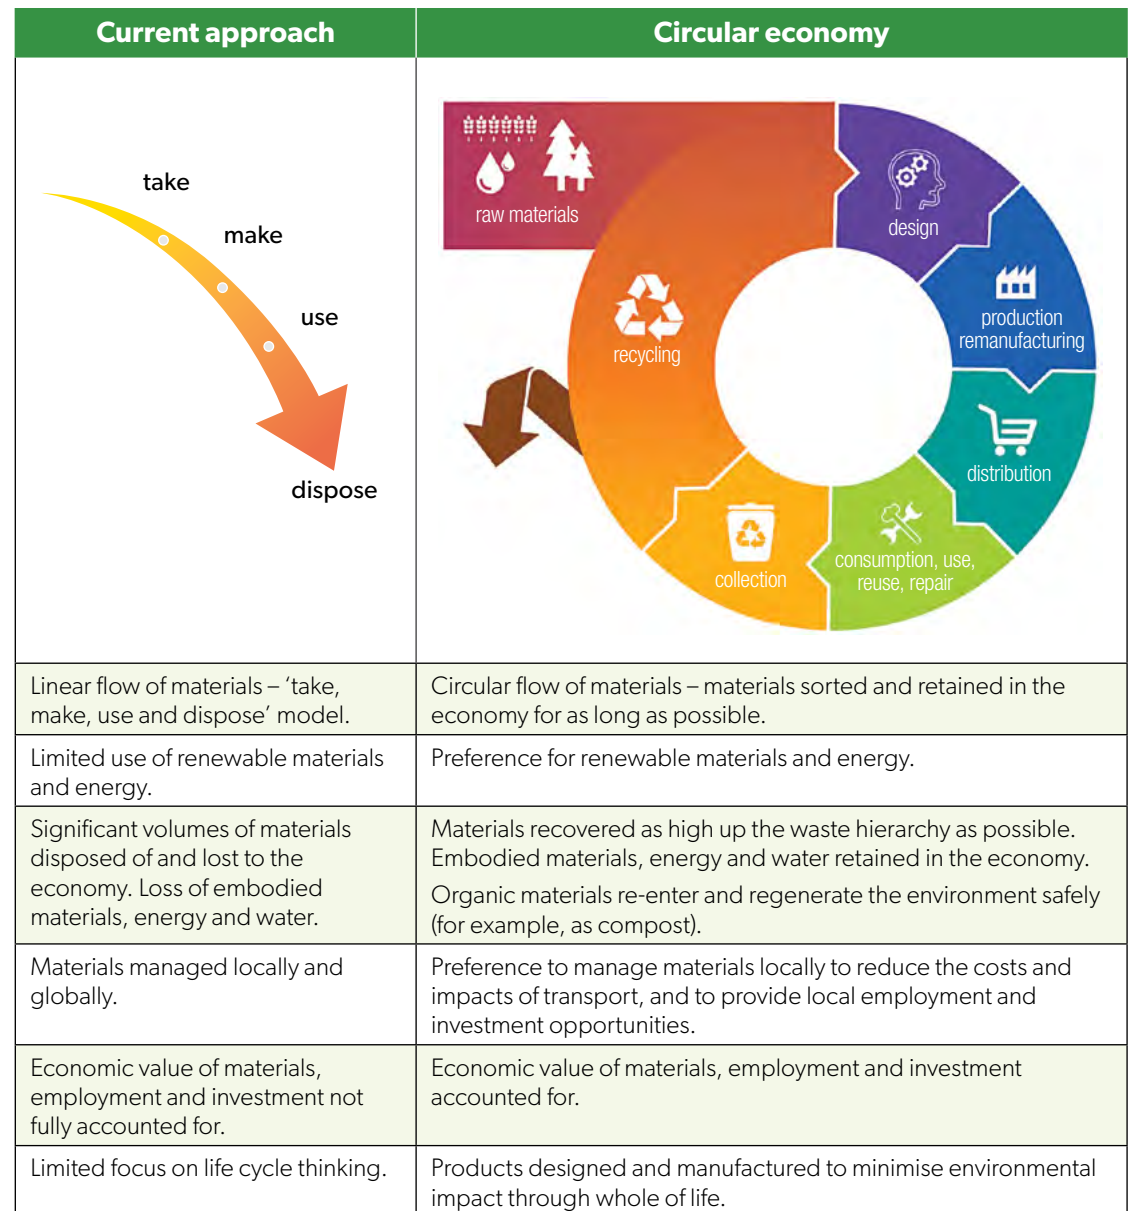 Current approach
Circular economy
take
make
use
dispose
raw materials
design
production
remanufacturing
distribution
consumption, use,
reuse, repair
collection
recycling
Linear flow of materials – ‘take,
make, use and dispose’ model.
Circular flow of materials – materials sorted and retained in the
economy for as long as possible.
Limited use of renewable materials
and energy.
Preference for renewable materials and energy.
Significant volumes of materials
disposed of and lost to the
economy. Loss of embodied
materials, energy and water.
Materials recovered as high up the waste hierarchy as possible.
Embodied materials, energy and water retained in the economy.
Organic materials re-enter and regenerate the environment safely
(for example, as compost).
Materials managed locally and
globally.
Preference to manage materials locally to reduce the costs and
impacts of transport, and to provide local employment and
investment opportunities.
Economic value of materials,
employment and investment not
fully accounted for.
Economic value of materials, employment and investment
accounted for.
Limited focus on life cycle thinking.
Products designed and manufactured to minimise environmental
impact through whole of life.